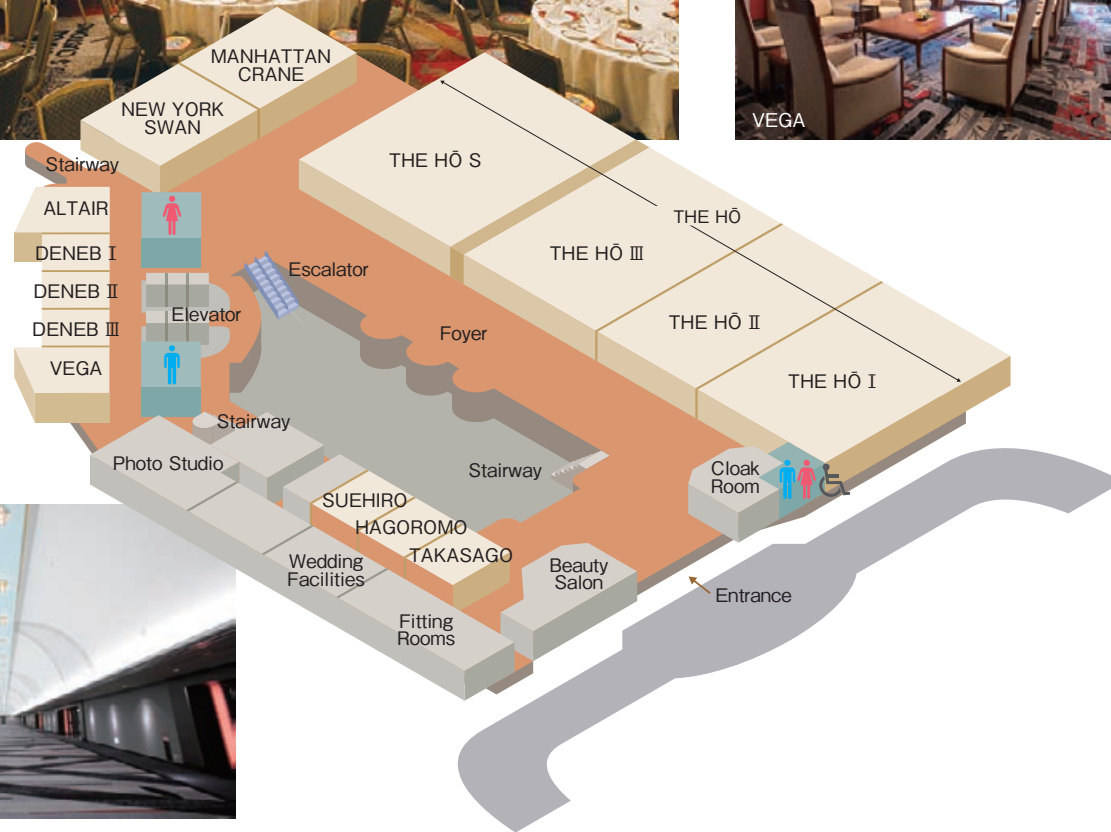 VEGA
MANHATTAN
CRANE
NEW YORK
SWAN
Stairway
THE HŌ S
ALTAIR
THE HŌ
DENEB Ⅰ
THE HŌ Ⅲ
Escalator
DENEB Ⅱ
Elevator
DENEB Ⅲ
Foyer
THE HŌ Ⅱ
VEGA
THE HŌ Ⅰ
Stairway
Photo Studio
Stairway
Cloak
Room
SUEHIRO
HAGOROMO
TAKASAGO
Wedding
Facilities
Beauty
Salon
Entrance
Fitting
Rooms